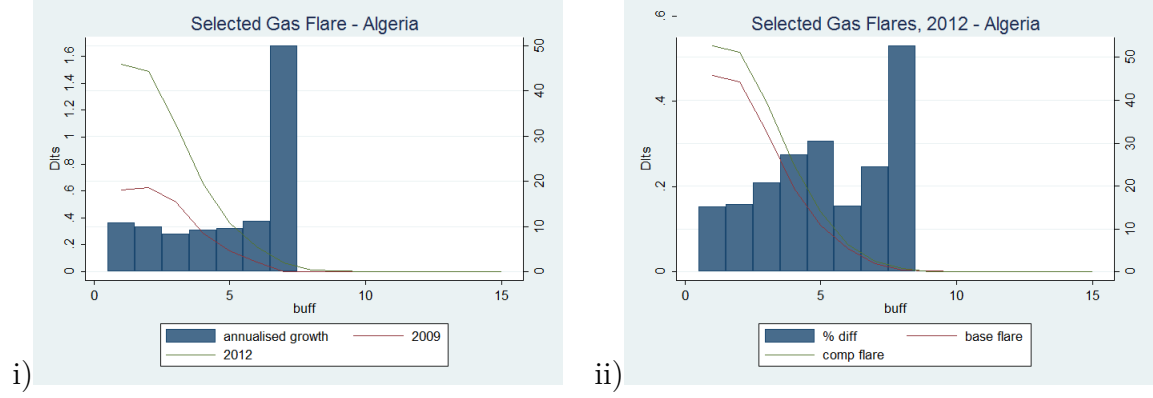 Selected Gas Flare - Algeria
Dlts
0 .2 .4 .6 .8 1 1.2 1.4 1.6
0 10 20 30 40 50
0 5 10 15
buff
annualised growth 2009
2012
i)
Selected Gas Flares, 2012 - Algeria
Dlts
0 .2 .4 .6
0 10 20 30 40 50
0 5 10 15
buff
% diff base flare
comp flare
ii)